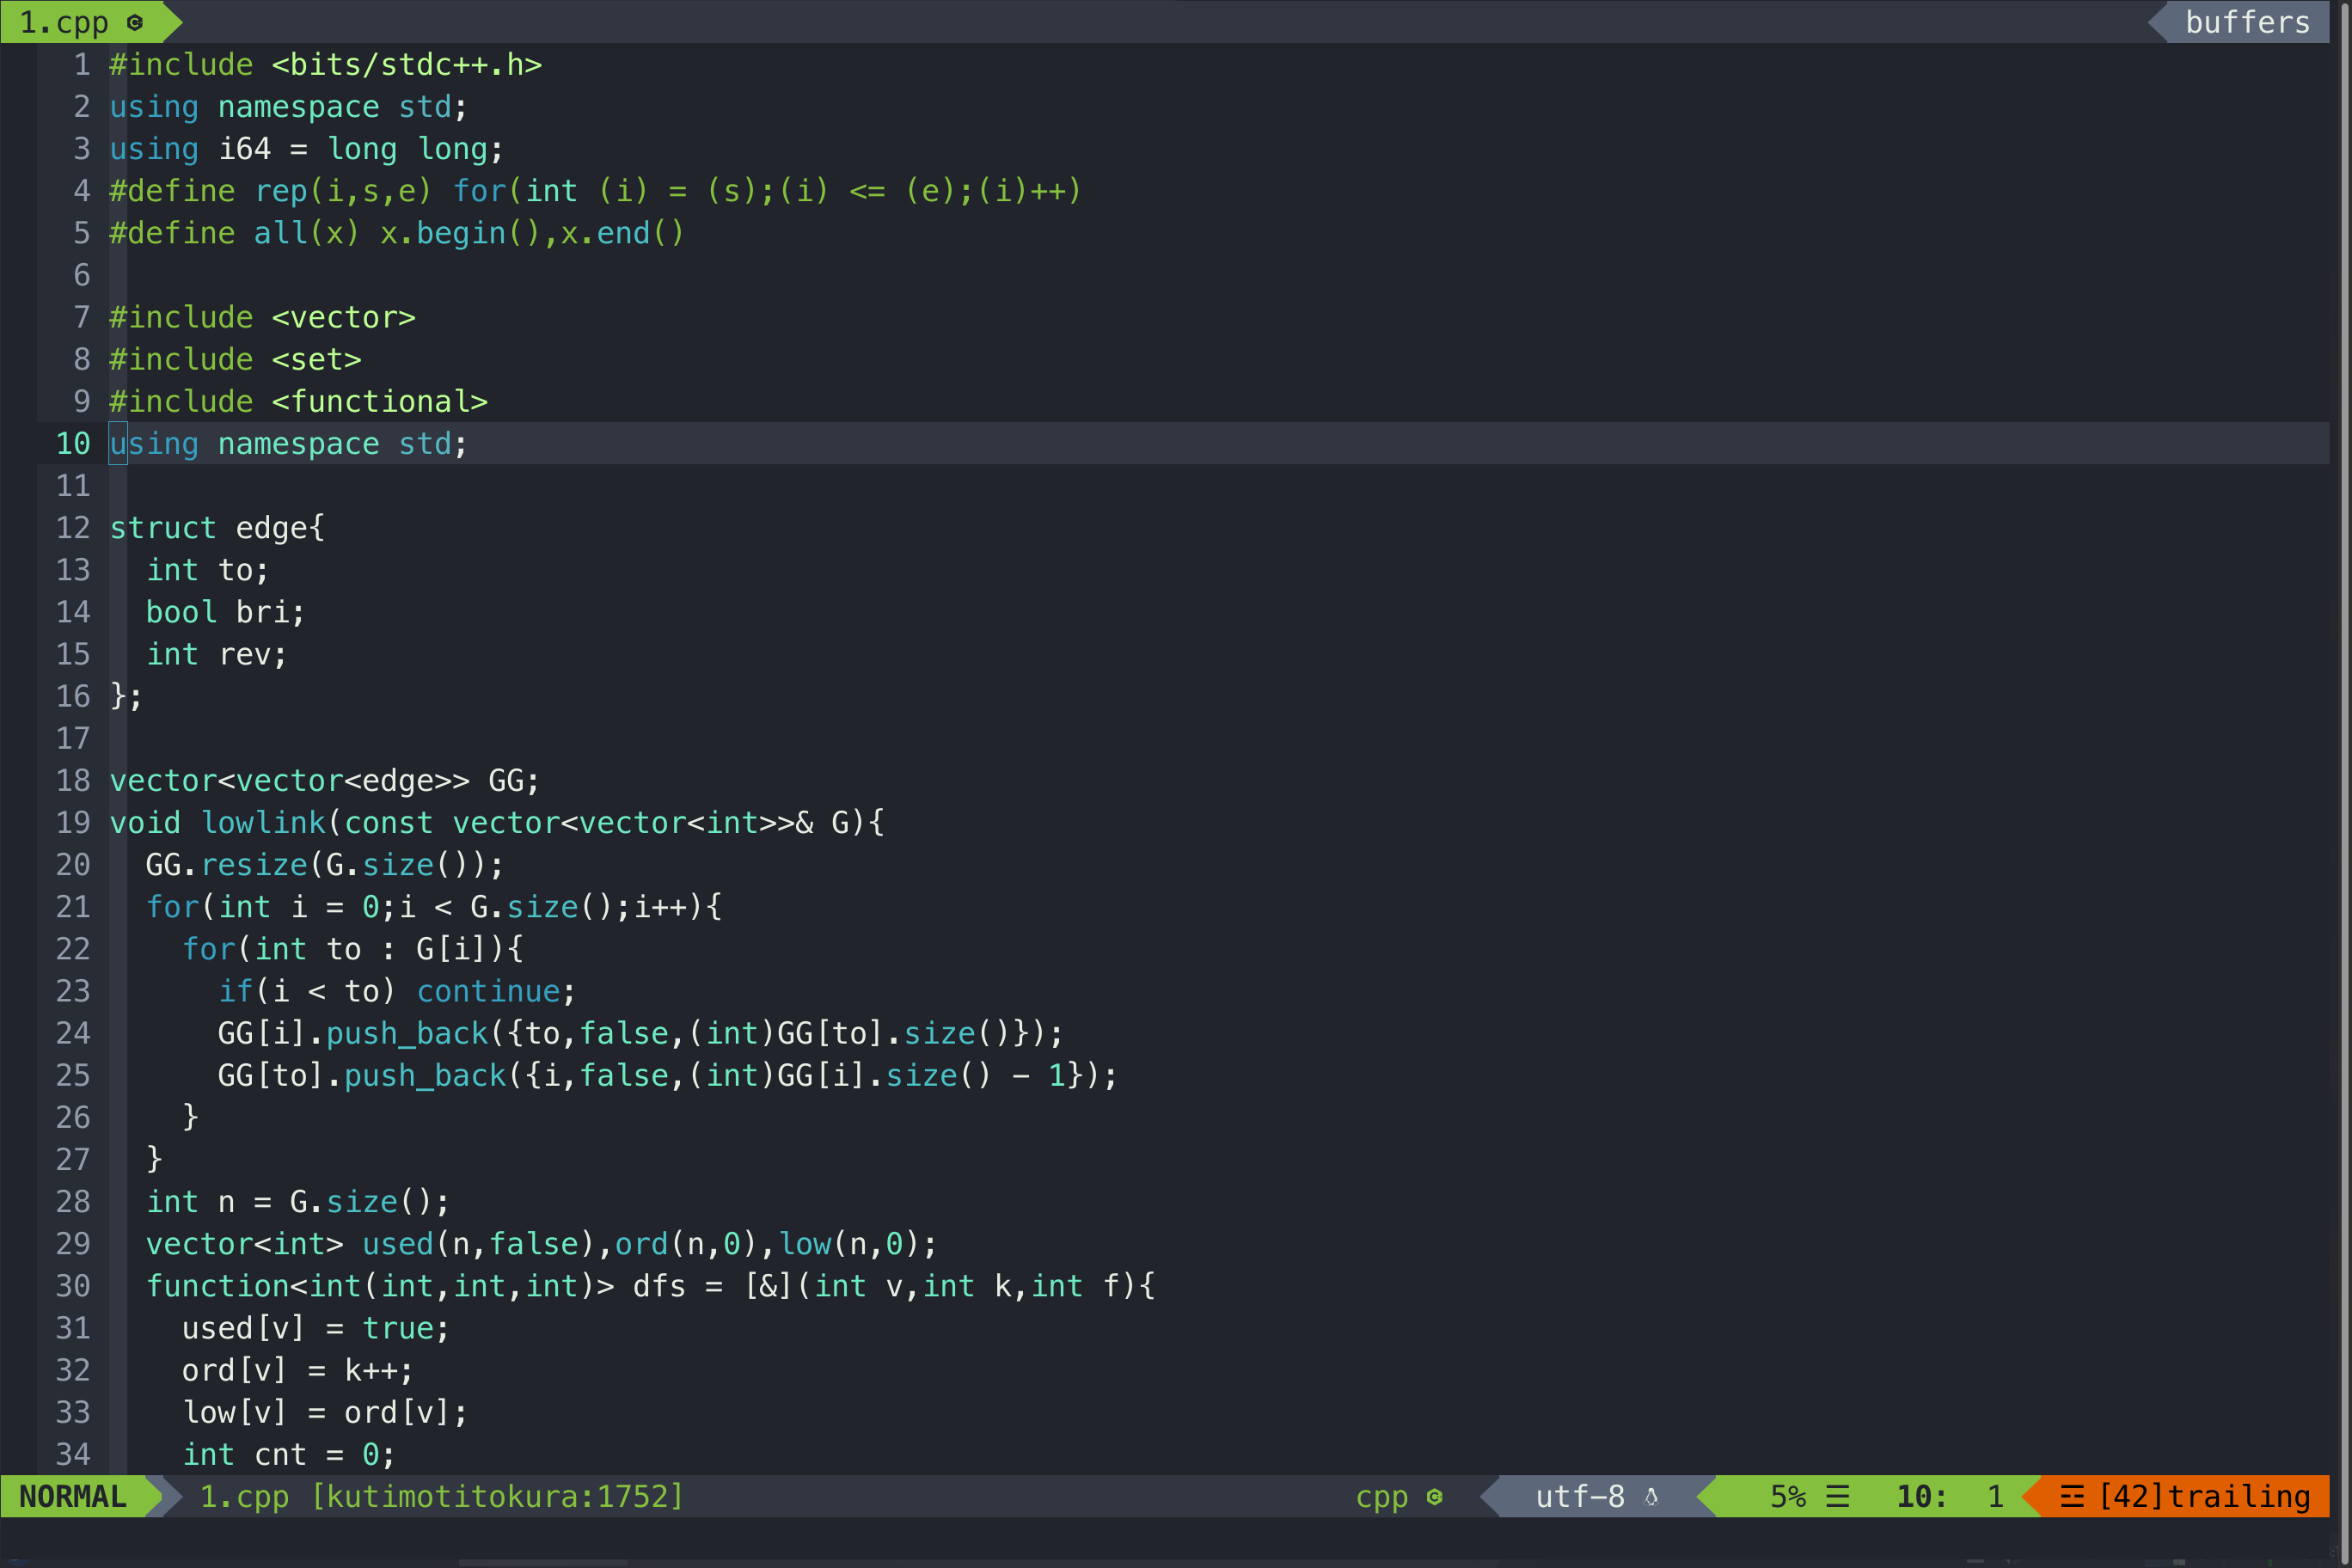 1.cpp buffers
1 #include <bits/stdc++.h>
2 using namespace std;
3 using i64 = long long;
4 #define rep(i,s,e) for(int (i) = (s);(i) <= (e);(i)++)
5 #define all(x) x.begin(),x.end()
6
7 #include <vector>
8 #include <set>
9 #include <functional>
10 using namespace std;
11
12 struct edge{
13   int to;
14   bool bri;
15   int rev;
16 };
17
18 vector<vector<edge>> GG;
19 void lowlink(const vector<vector<int>>& G){
20   GG.resize(G.size());
21   for(int i = 0;i < G.size();i++){
22     for(int to : G[i]){
23       if(i < to) continue;
24       GG[i].push_back({to,false,(int)GG[to].size()});
25       GG[to].push_back({i,false,(int)GG[i].size() - 1});
26     }
27   }
28   int n = G.size();
29   vector<int> used(n,false),ord(n,0),low(n,0);
30   function<int(int,int,int)> dfs = [&](int v,int k,int f){
31     used[v] = true;
32     ord[v] = k++;
33     low[v] = ord[v];
34     int cnt = 0;
NORMAL 1.cpp [kutimotitokura:1752] cpp utf-8 5% ☰ 10: 1 ☲ [42]trailing